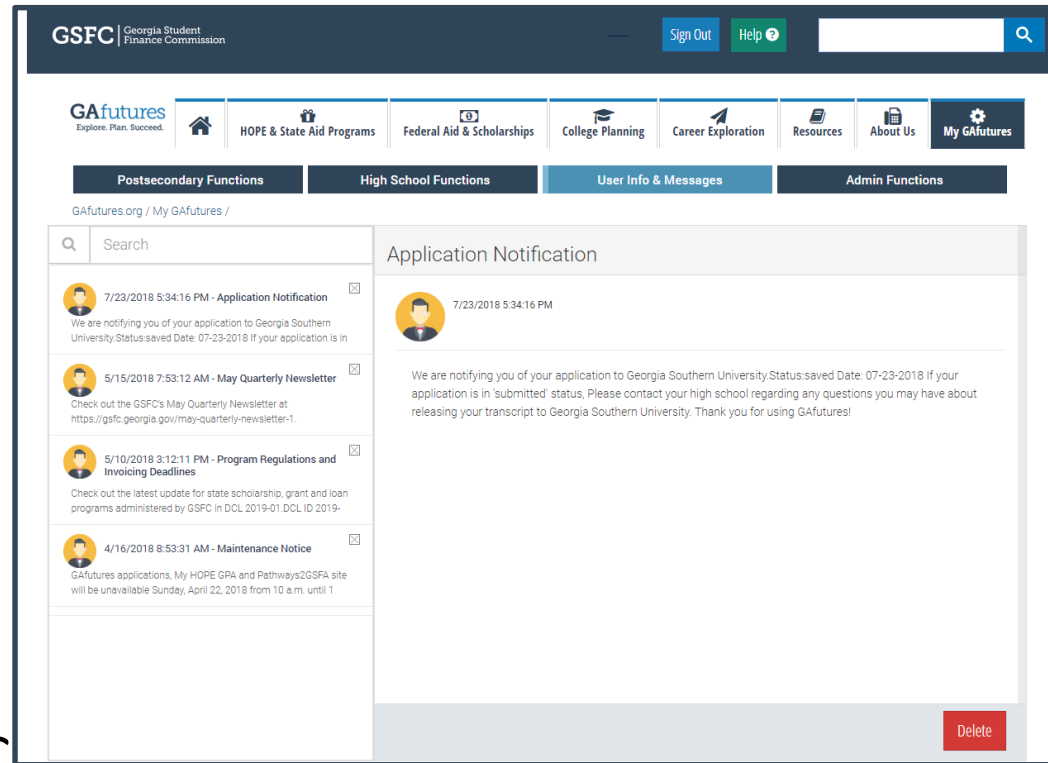 GSFC Georgia Student
Finance Commission
Sign Out
Help
GAfutures
Explore. Plan. Succeed.
HOPE & State Aid Programs
Federal Aid & Scholarships
College Planning
Career Exploration
Resources
About Us
My GAfutures
Postsecondary Functions
High School Functions
User Info & Messages
Admin Functions
GAfutures.org / My GAfutures /
Search
7/23/2018 5:34:16 PM - Application Notification
We are notifying you of your application to Georgia Southern
University.Status:saved Date: 07-23-2018 If your application is in
5/15/2018 7:53:12 AM - May Quarterly Newsletter
Check out the GSFC's May Quarterly Newsletter at
https://gsfc.georgia.gov/may-quarterly-newsletter-1.
5/10/2018 3:12:11 PM - Program Regulations and
Invoicing Deadlines
Check out the latest update for state scholarship, grant and loan
programs administered by GSFC in DCL 2019-01.DCL ID 2019-
4/16/2018 8:53:31 AM - Maintenance Notice
GAfutures applications, My HOPE GPA and Pathways2GSFA site
will be unavailable Sunday, April 22, 2018 from 10 a.m. until 1
Application Notification
7/23/2018 5:34:16 PM
We are notifying you of your application to Georgia Southern University.Status:saved Date: 07-23-2018 If your
application is in 'submitted' status, Please contact your high school regarding any questions you may have about
releasing your transcript to Georgia Southern University. Thank you for using GAfutures!
Delete